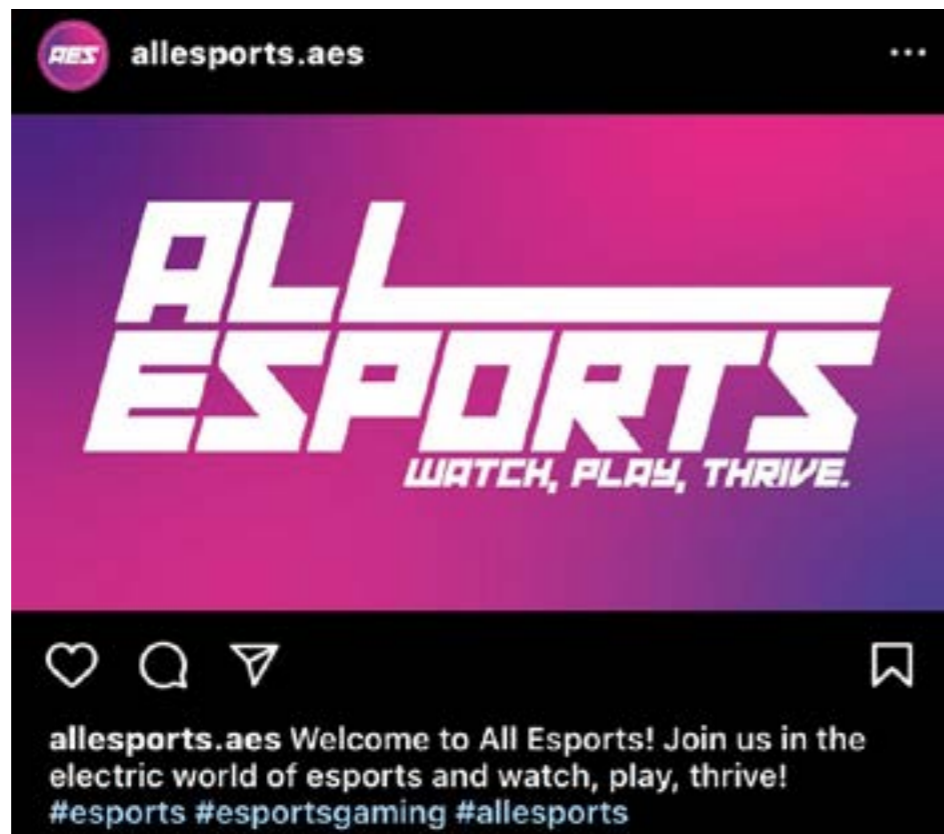 AES
allesports.aes
ALL
ESPORTS
WATCH, PLAY, THRIVE.
allesports.aes Welcome to All Esports! Join us in the
electric world of esports and watch, play, thrive!
#esports #esportsgaming #allesports